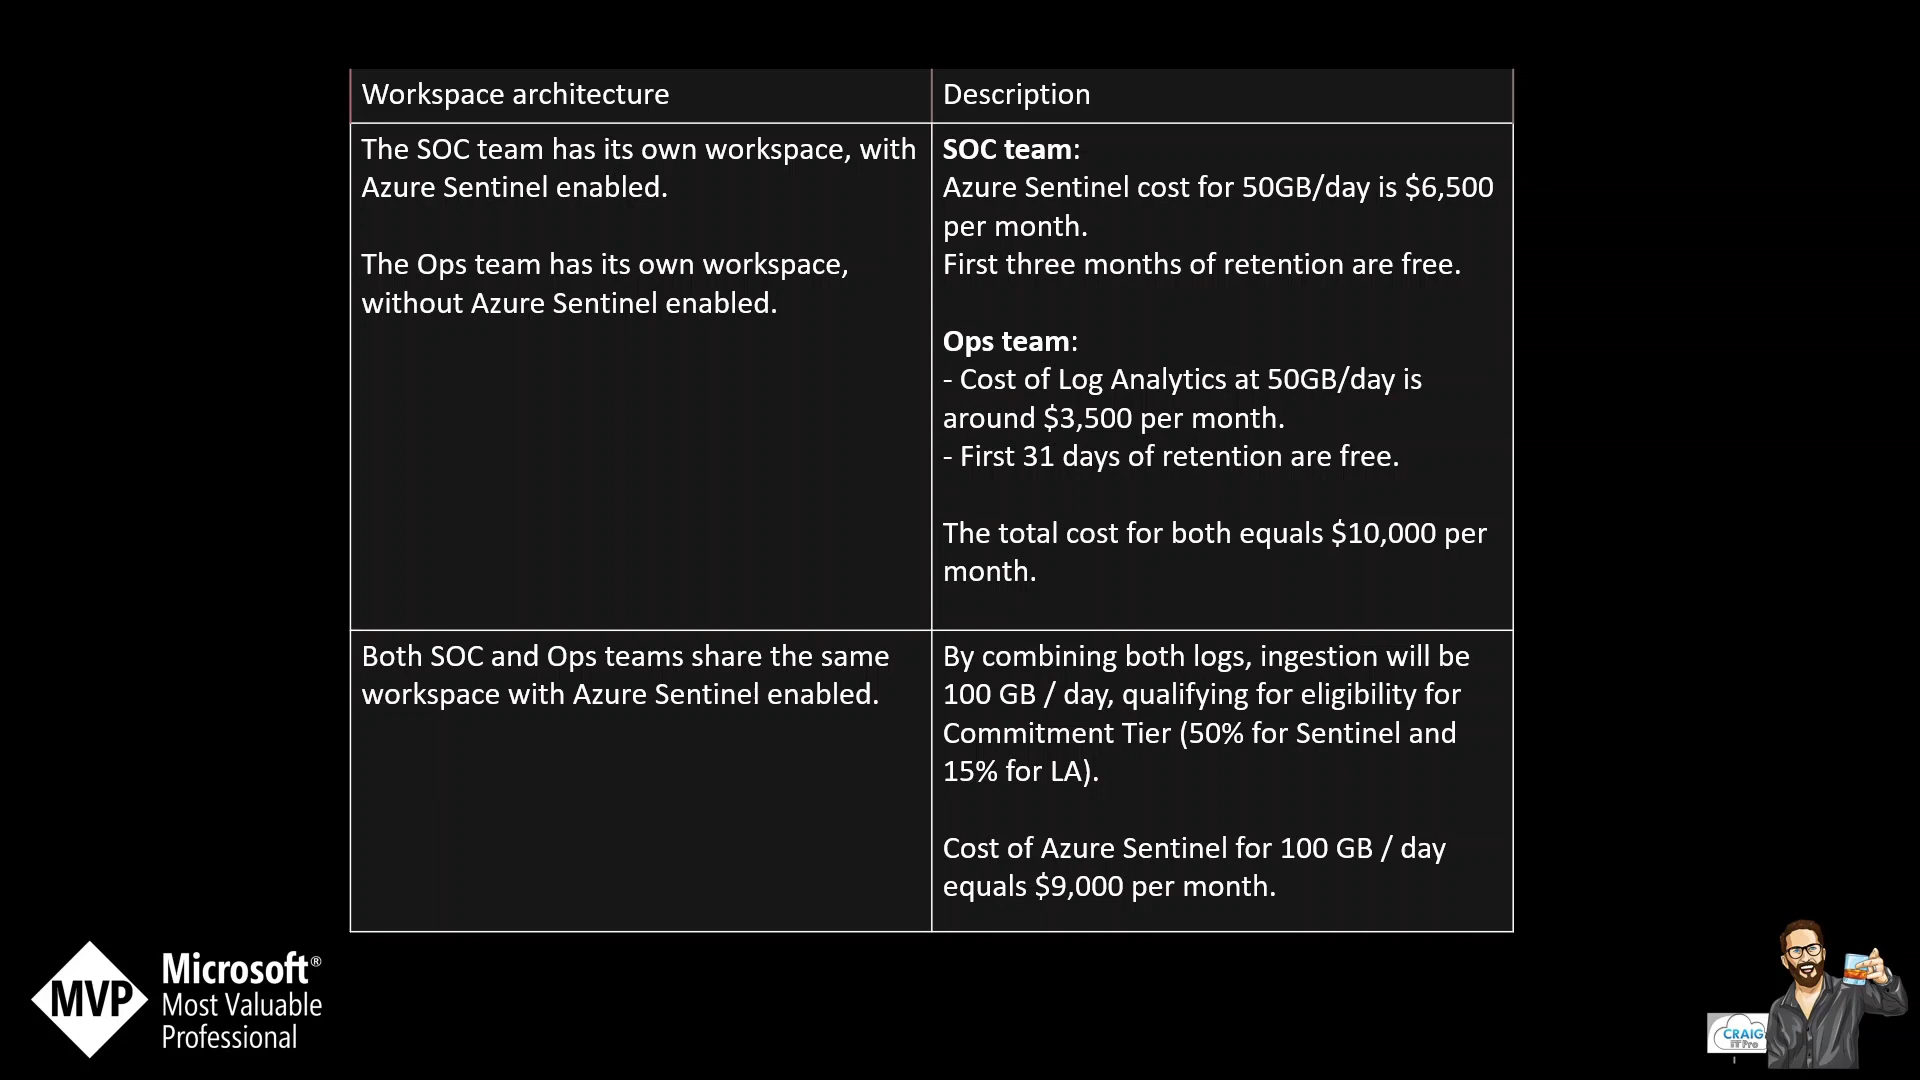 Workspace architecture
Description
The SOC team has its own workspace, with
Azure Sentinel enabled.
The Ops team has its own workspace,
without Azure Sentinel enabled.
SOC team:
Azure Sentinel cost for 50GB/day is $6,500
per month.
First three months of retention are free.
Ops team:
- Cost of Log Analytics at 50GB/day is
around $3,500 per month.
- First 31 days of retention are free.
The total cost for both equals $10,000 per
month.
Both SOC and Ops teams share the same
workspace with Azure Sentinel enabled.
By combining both logs, ingestion will be
100 GB / day, qualifying for eligibility for
Commitment Tier (50% for Sentinel and
15% for LA).
Cost of Azure Sentinel for 100 GB / day
equals $9,000 per month.
MVP
Microsoft®
Most Valuable
Professional
CRAIG
IT Pro